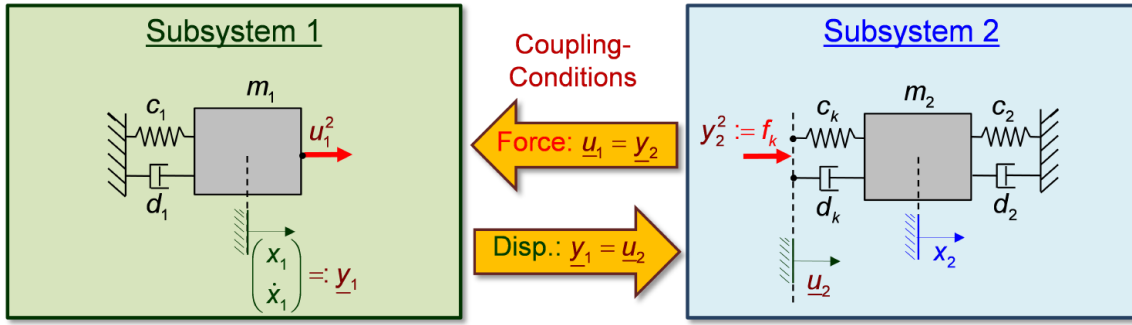 Subsystem 1
m₁
c₁
d₁
u₁²
(x₁
ẋ₁) =: y₁
Coupling-
Conditions
Force: u₁ = y₂
Disp.: y₁ = u₂
Subsystem 2
y₂² := fₖ
cₖ
m₂
c₂
dₖ
d₂
u₂
x₂